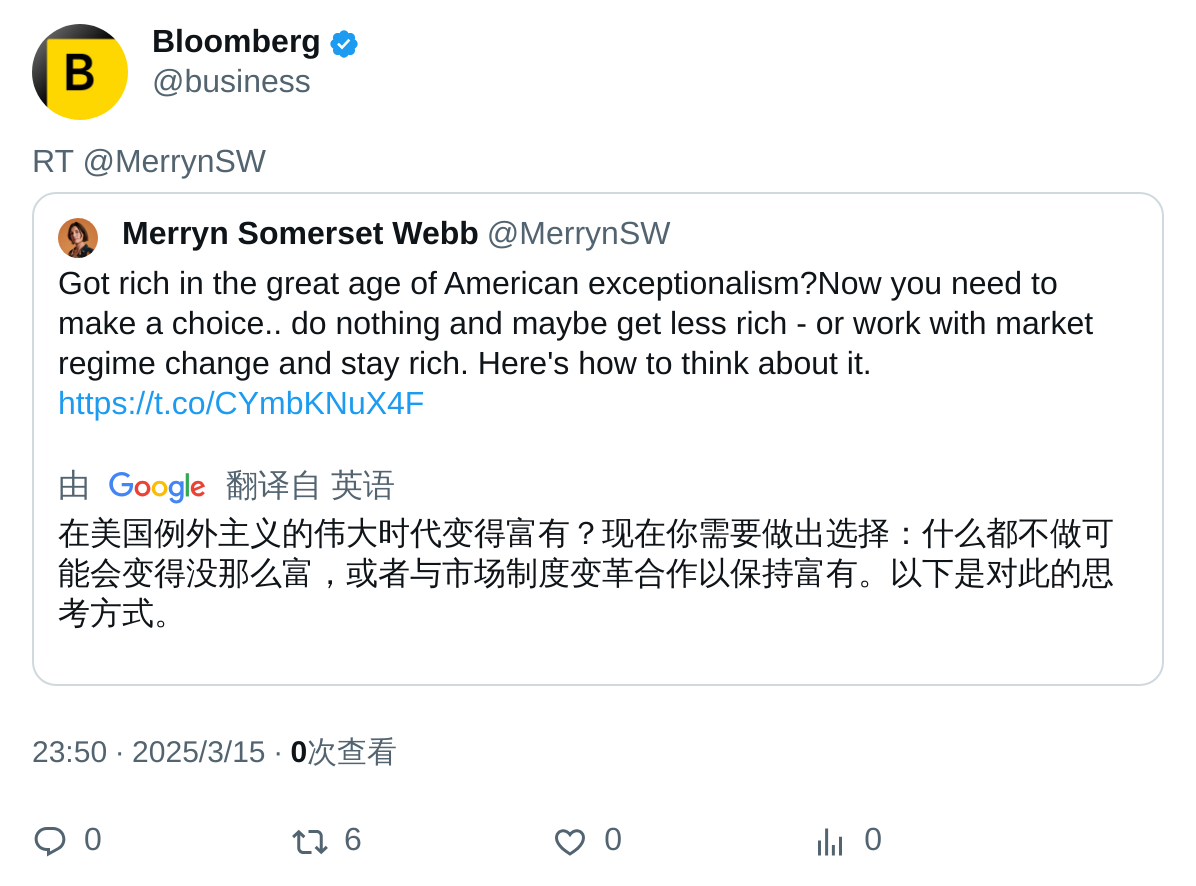 B
Bloomberg
@business
RT @MerrynSW
Merryn Somerset Webb @MerrynSW
Got rich in the great age of American exceptionalism?Now you need to
make a choice.. do nothing and maybe get less rich - or work with market
regime change and stay rich. Here's how to think about it.
https://t.co/CYmbKNuX4F
由 Google 翻译自 英语
在美国例外主义的伟大时代变得富有？现在你需要做出选择：什么都不做可
能会变得没那么富，或者与市场制度变革合作以保持富有。以下是对此的思
考方式。
23:50 · 2025/3/15 · 0次查看
0 6 0 0